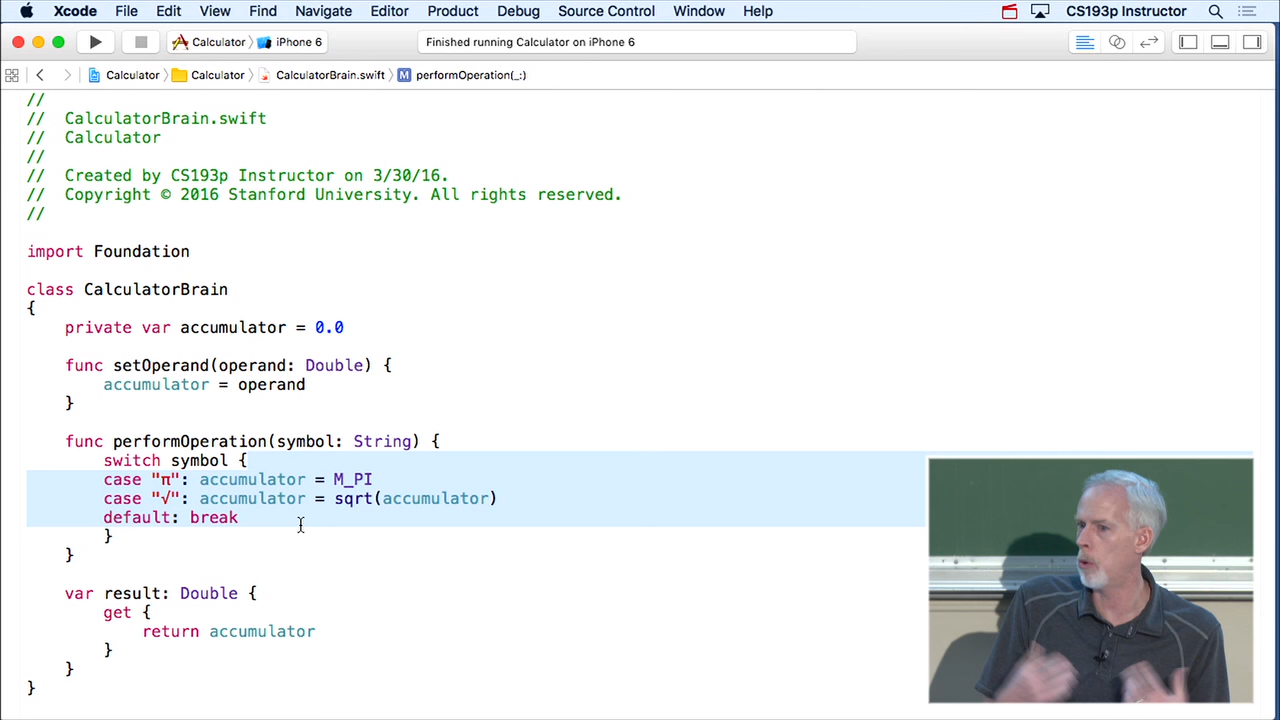 Xcode File Edit View Find Navigate Editor Product Debug Source Control Window Help CS193p Instructor
Calculator iPhone 6 Finished running Calculator on iPhone 6
Calculator Calculator CalculatorBrain.swift M performOperation(_:)
//
// CalculatorBrain.swift
// Calculator
//
// Created by CS193p Instructor on 3/30/16.
// Copyright © 2016 Stanford University. All rights reserved.
//
import Foundation
class CalculatorBrain
{
private var accumulator = 0.0
func setOperand(operand: Double) {
accumulator = operand
}
func performOperation(symbol: String) {
switch symbol {
case "π": accumulator = M_PI
case "√": accumulator = sqrt(accumulator)
default: break
}
}
var result: Double {
get {
return accumulator
}
}
}